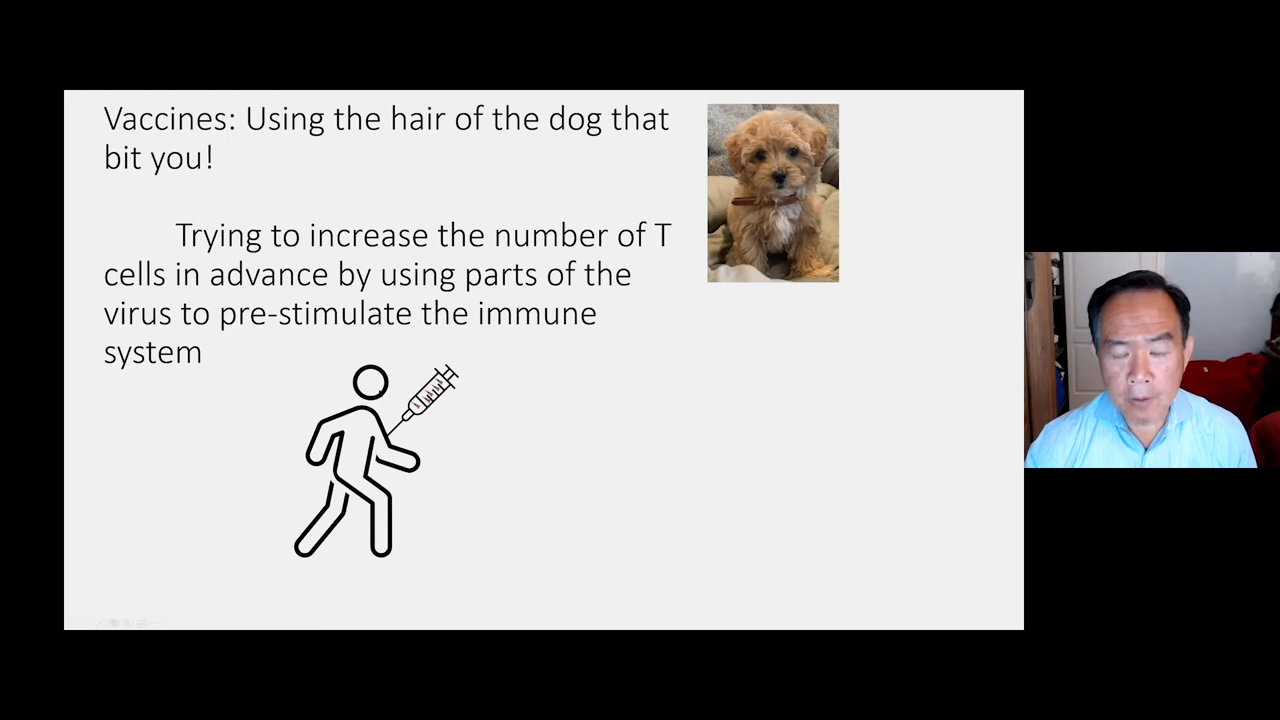 Vaccines: Using the hair of the dog that
bit you!
Trying to increase the number of T
cells in advance by using parts of the
virus to pre-stimulate the immune
system